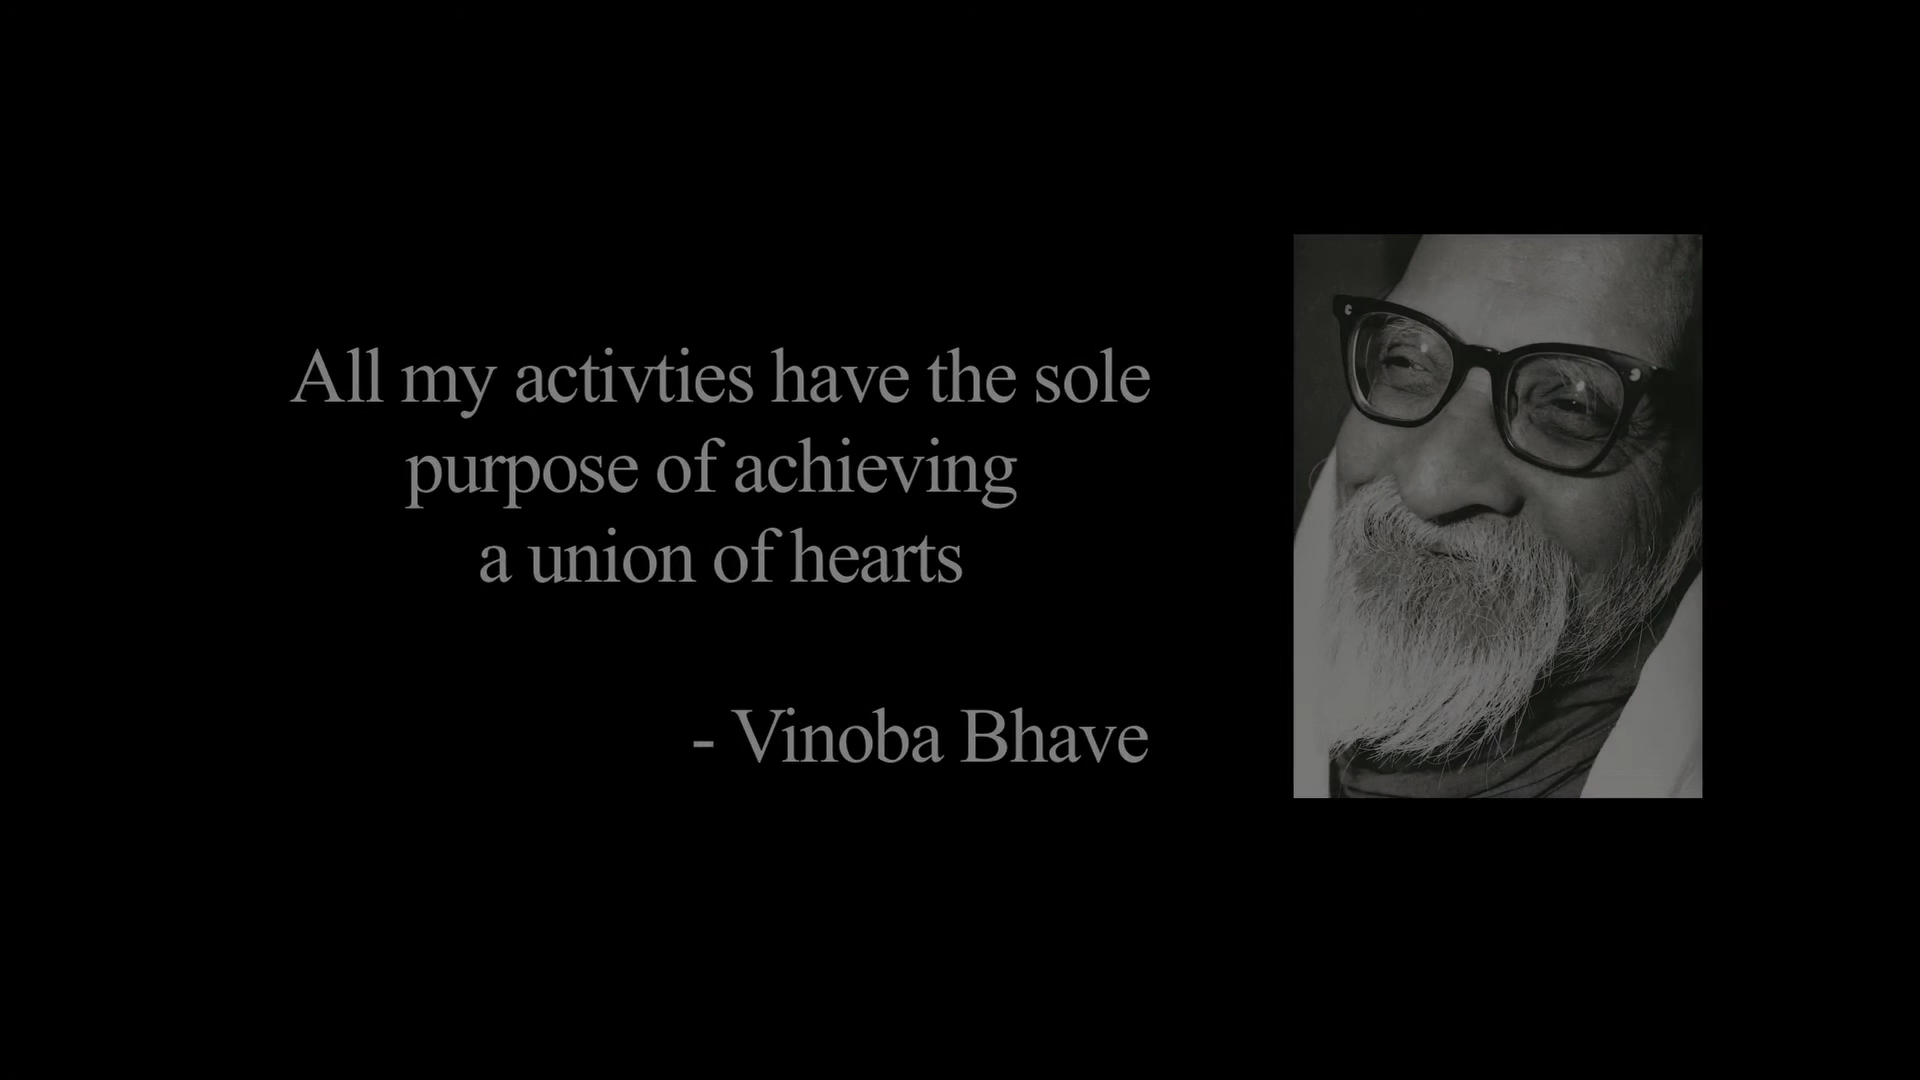 All my activties have the sole
purpose of achieving
a union of hearts
- Vinoba Bhave